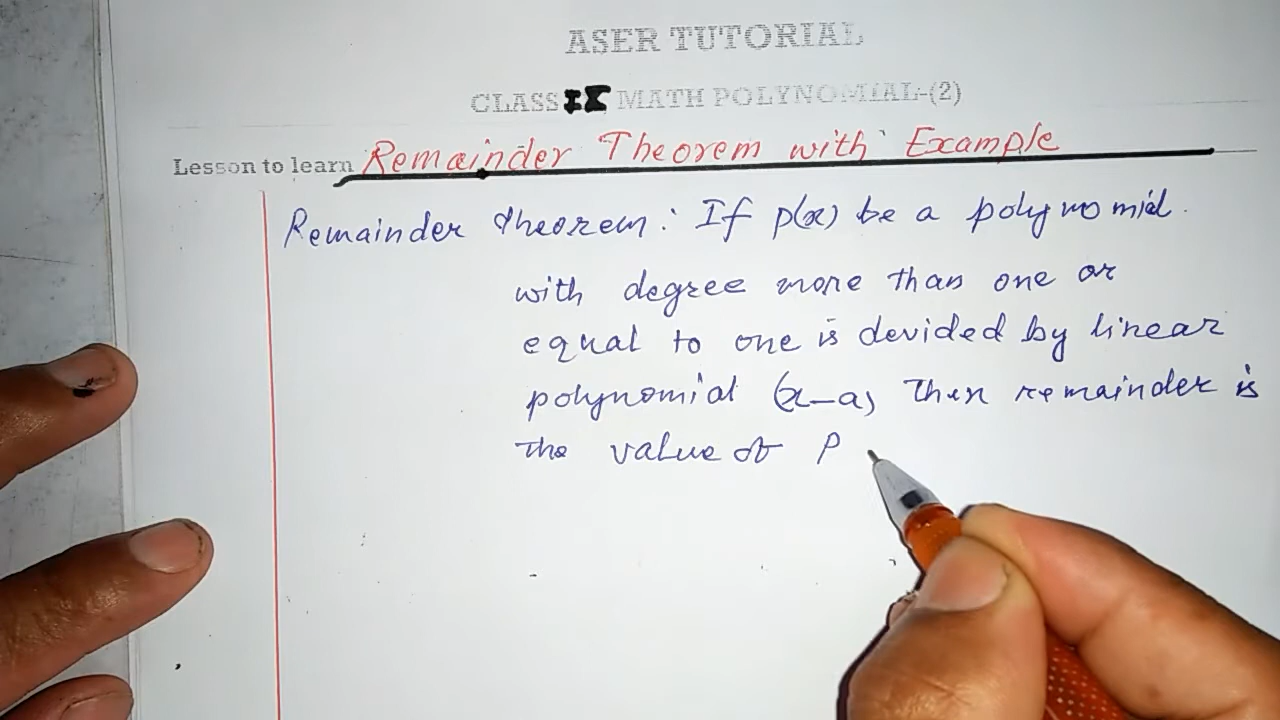 ASER TUTORIAL
CLASS IX MATH POLYNOMIAL:-(2)
Lesson to learn Remainder Theorem with Example
Remainder theorem: If p(x) be a polynomial.
with degree more than one or
equal to one is devided by linear
polynomial (x-a) Then remainder is
The value of P